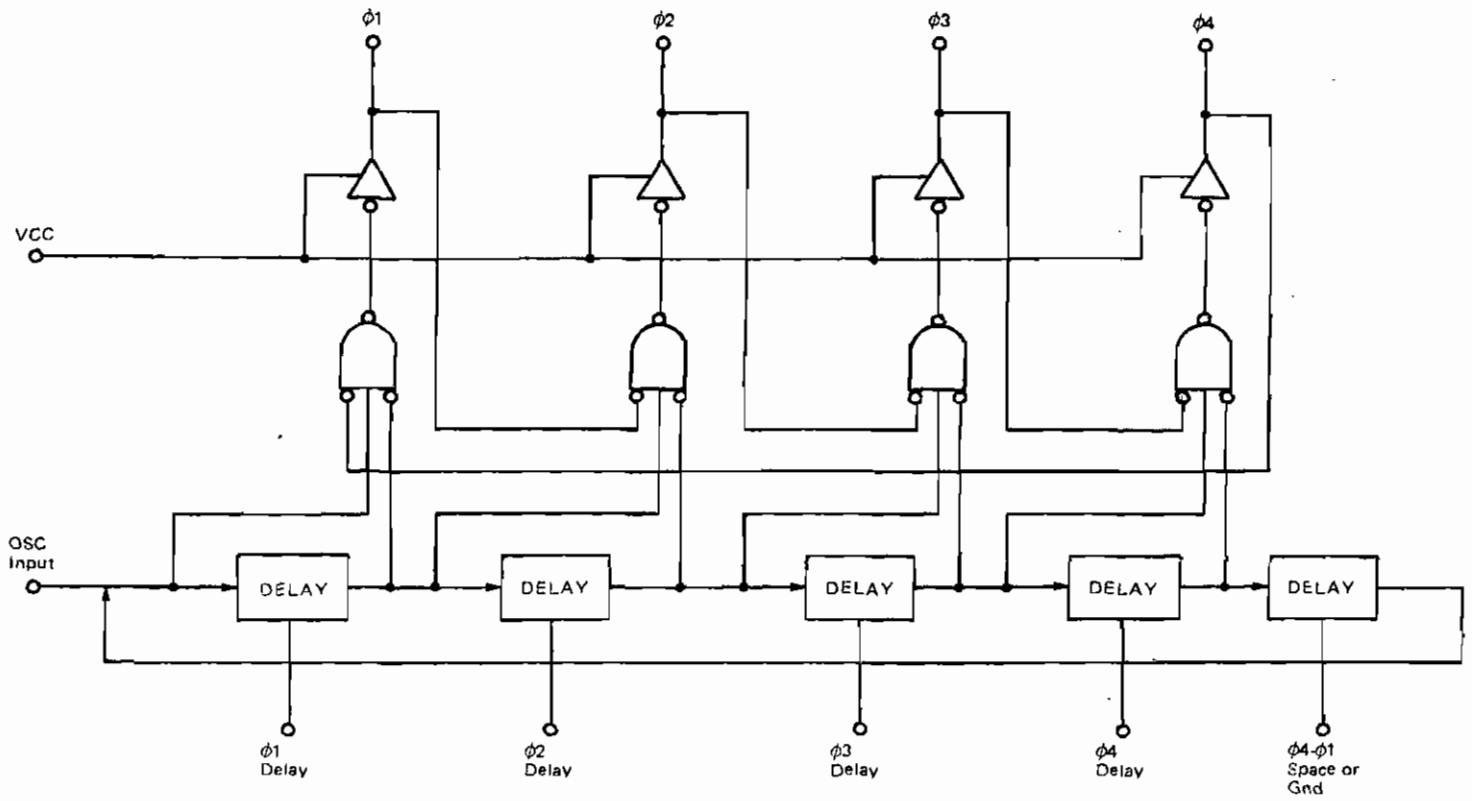 ϕ1 ϕ2 ϕ3 ϕ4
VCC
OSC
Input
DELAY DELAY DELAY DELAY DELAY
ϕ1
Delay
ϕ2
Delay
ϕ3
Delay
ϕ4
Delay
ϕ4-ϕ1
Space or
Gnd